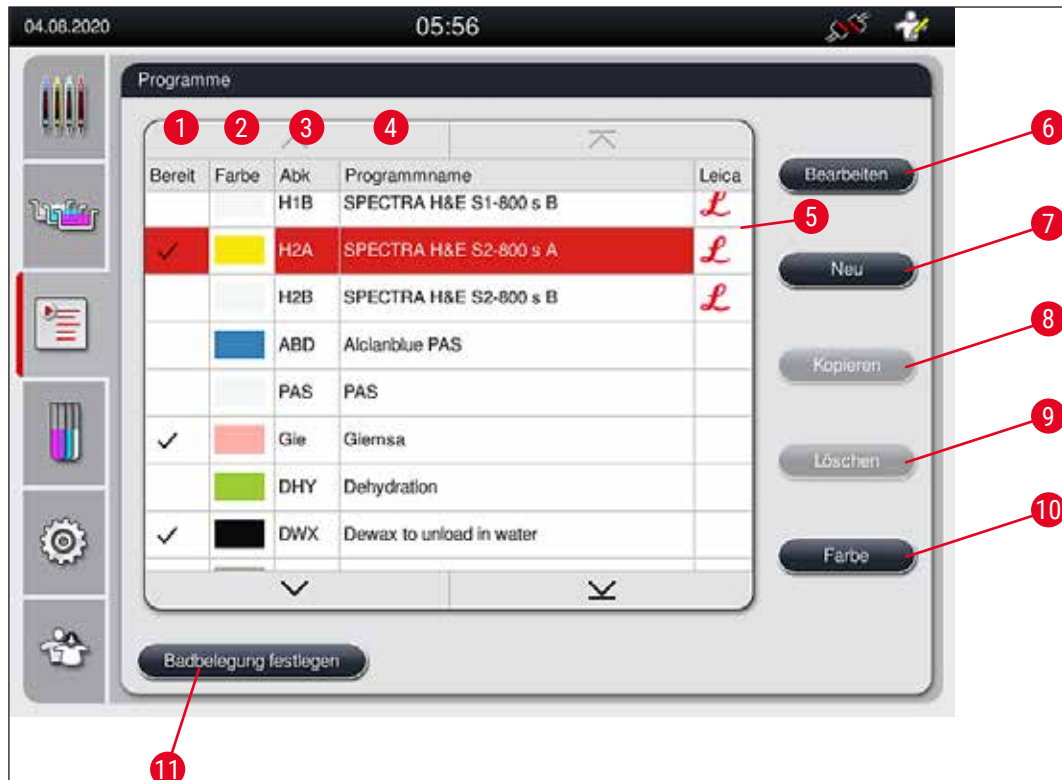 04.08.2020 05:56
Programme
1 2 3 4
Bereit Farbe Abk Programmname Leica
H1B SPECTRA H&E S1-800 s B L
H2A SPECTRA H&E S2-800 s A L
H2B SPECTRA H&E S2-800 s B L
ABD Alcianblue PAS
PAS PAS
Gie Giemsa
DHY Dehydration
DWX Dewax to unload in water
5
Bearbeiten 6
Neu 7
Kopieren 8
Löschen 9
Farbe 10
Badbelegung festlegen
11